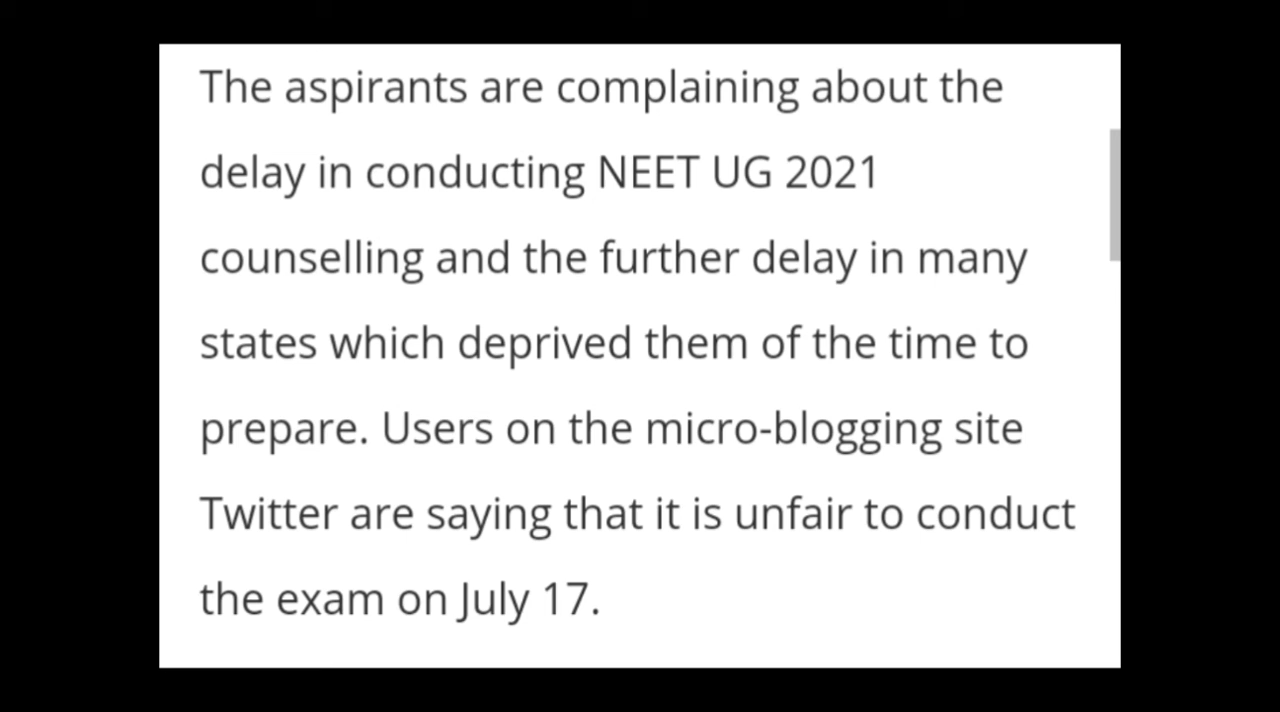 The aspirants are complaining about the
delay in conducting NEET UG 2021
counselling and the further delay in many
states which deprived them of the time to
prepare. Users on the micro-blogging site
Twitter are saying that it is unfair to conduct
the exam on July 17.